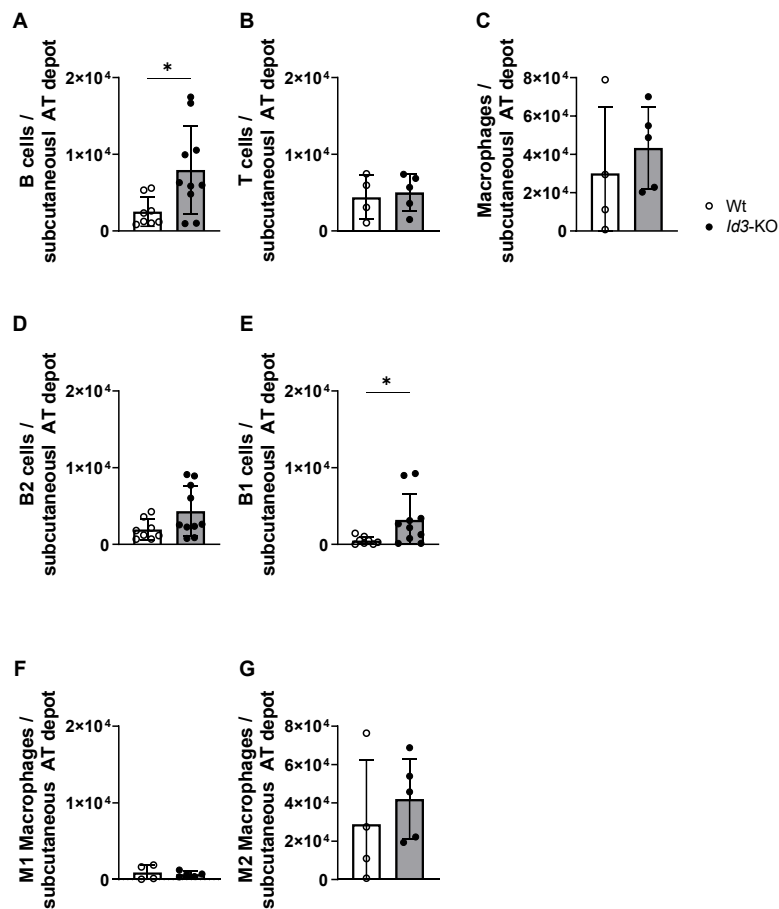 A
B cells /
subcutaneousl AT depot
2×10⁴
1×10⁴
0
*
B
T cells /
subcutaneousl AT depot
2×10⁴
1×10⁴
0
C
Macrophages /
subcutaneousl AT depot
8×10⁴
6×10⁴
4×10⁴
2×10⁴
0
Wt
Id3-KO
D
B2 cells /
subcutaneousl AT depot
2×10⁴
1×10⁴
0
E
B1 cells /
subcutaneousl AT depot
2×10⁴
1×10⁴
0
*
F
M1 Macrophages /
subcutaneous AT depot
2×10⁴
1×10⁴
0
G
M2 Macrophages /
subcutaneous AT depot
8×10⁴
6×10⁴
4×10⁴
2×10⁴
0